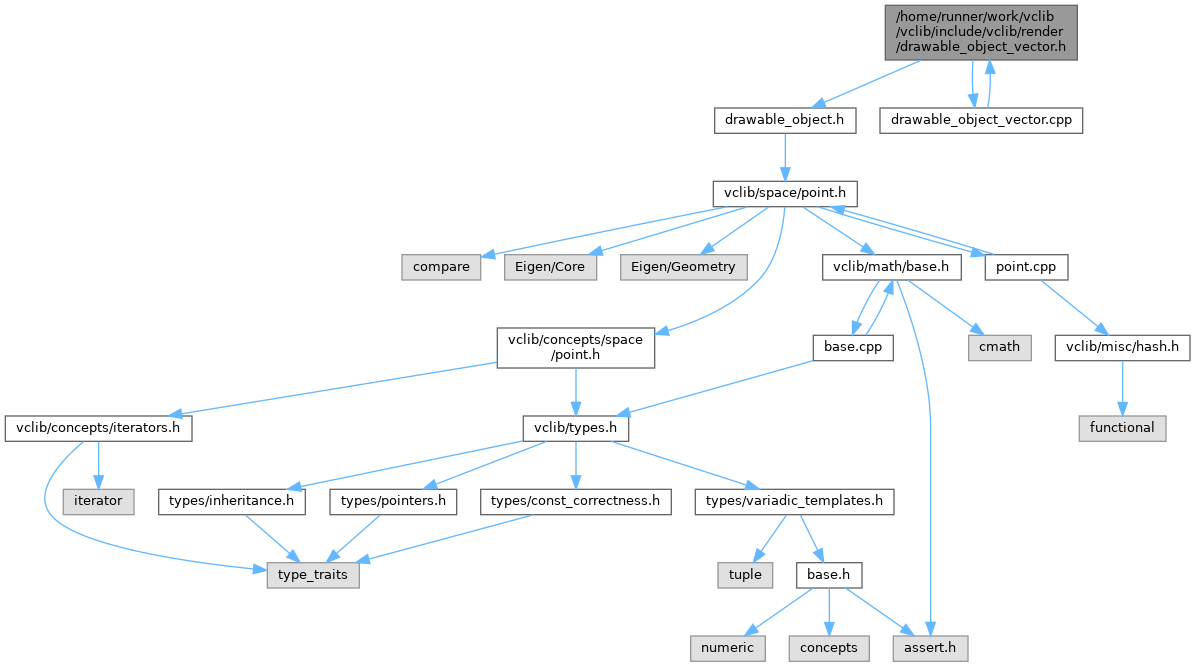 /home/runner/work/vclib
/vclib/include/vclib/render
/drawable_object_vector.h
drawable_object.h
drawable_object_vector.cpp
vclib/space/point.h
compare
Eigen/Core
Eigen/Geometry
vclib/math/base.h
point.cpp
vclib/concepts/space
/point.h
base.cpp
cmath
vclib/misc/hash.h
vclib/concepts/iterators.h
vclib/types.h
functional
iterator
types/inheritance.h
types/pointers.h
types/const_correctness.h
types/variadic_templates.h
type_traits
tuple
base.h
numeric
concepts
assert.h